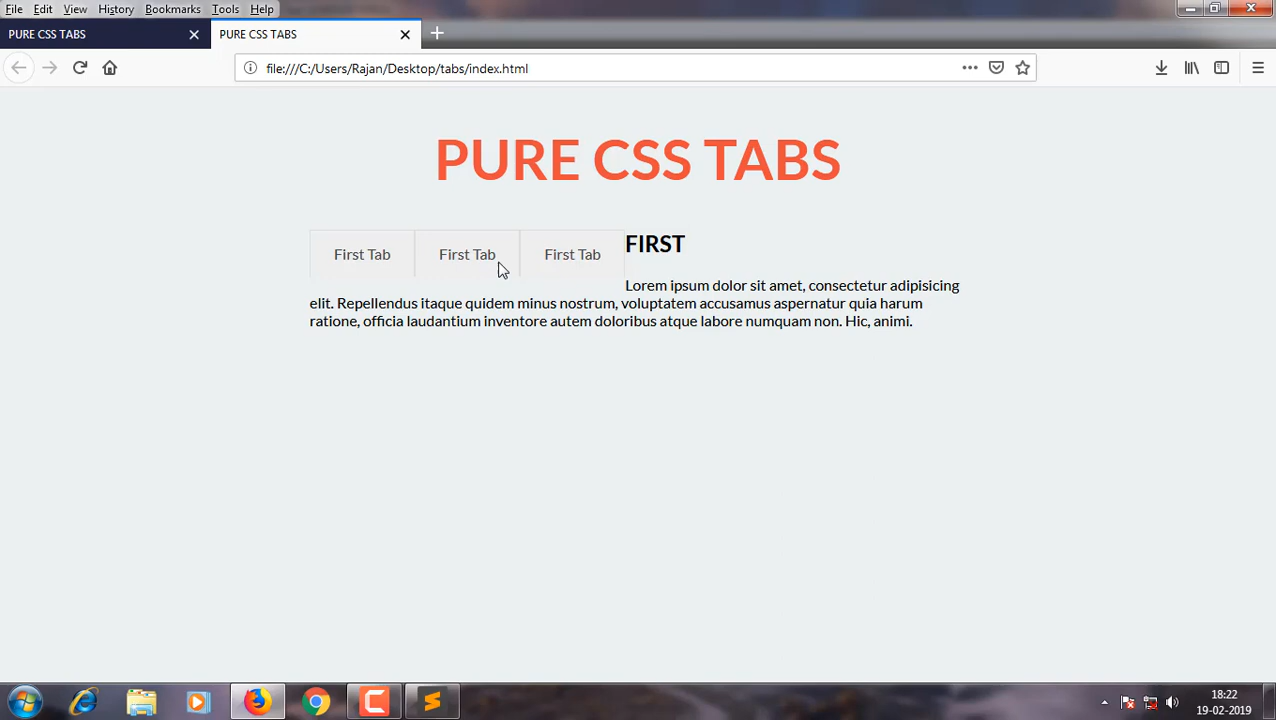 File Edit View History Bookmarks Tools Help
PURE CSS TABS
PURE CSS TABS
file:///C:/Users/Rajan/Desktop/tabs/index.html
PURE CSS TABS
First Tab First Tab First Tab
FIRST
Lorem ipsum dolor sit amet, consectetur adipisicing
elit. Repellendus itaque quidem minus nostrum, voluptatem accusamus aspernatur quia harum
ratione, officia laudantium inventore autem doloribus atque labore numquam non. Hic, animi.
18:22
19-02-2019